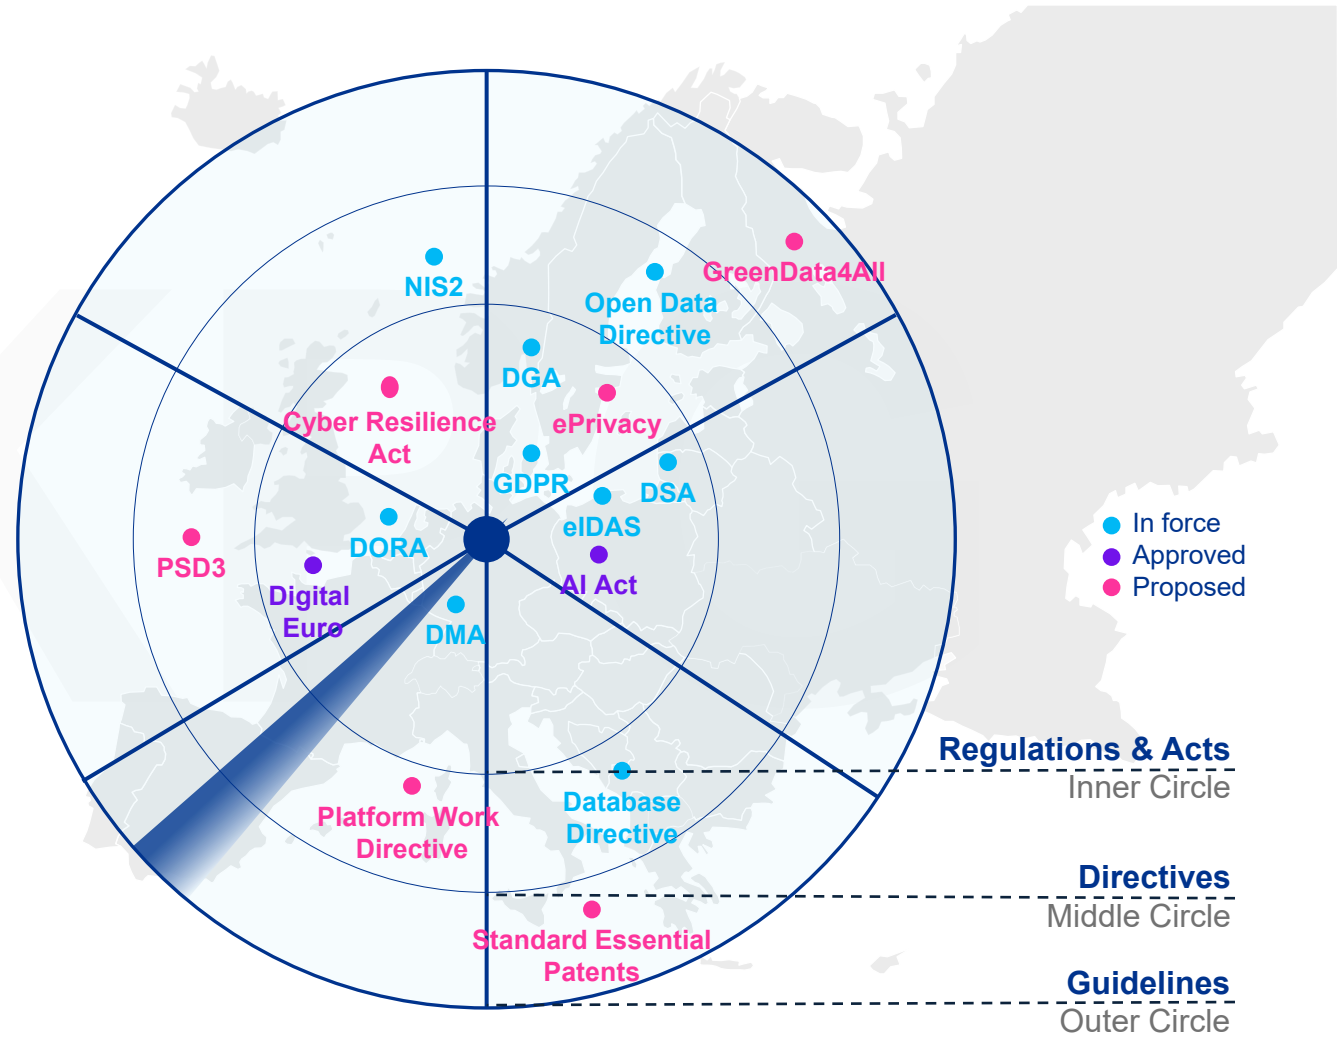 NIS2
GreenData4All
Open Data
Directive
DGA
Cyber Resilience
Act
ePrivacy
GDPR
DSA
eIDAS
DORA
PSD3
AI Act
Digital
Euro
DMA
In force
Approved
Proposed
Regulations & Acts
Inner Circle
Platform Work
Directive
Database
Directive
Directives
Middle Circle
Standard Essential
Patents
Guidelines
Outer Circle